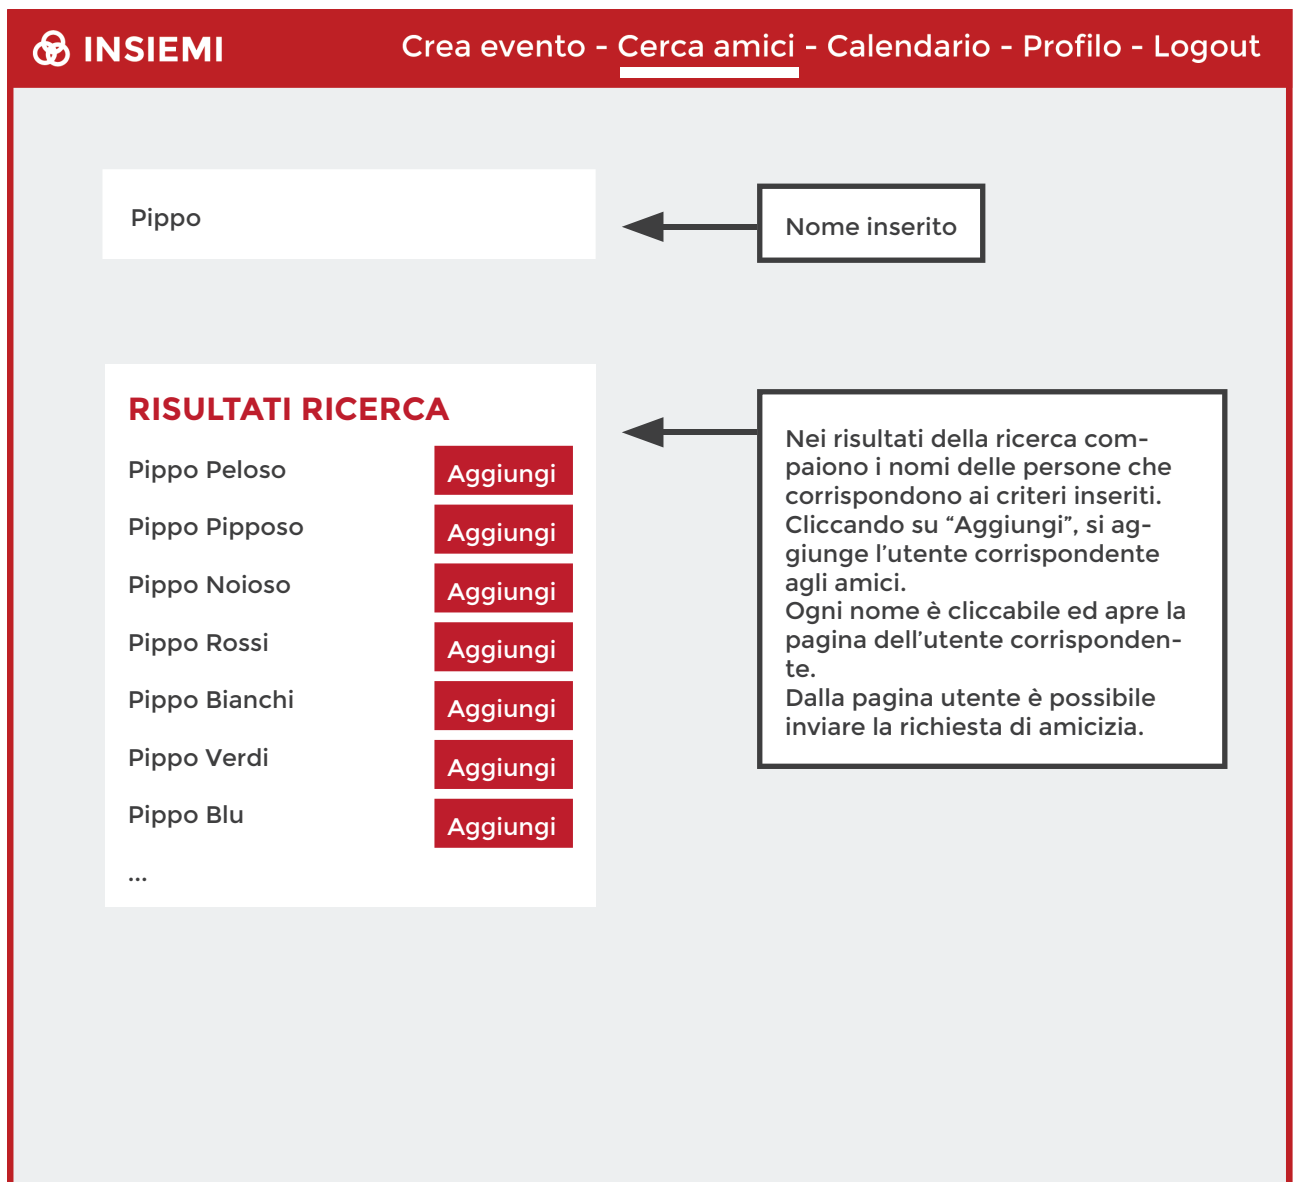 INSIEMI
Crea evento - Cerca amici - Calendario - Profilo - Logout
Pippo
Nome inserito
RISULTATI RICERCA
Pippo Peloso Aggiungi
Pippo Pipposo Aggiungi
Pippo Noioso Aggiungi
Pippo Rossi Aggiungi
Pippo Bianchi Aggiungi
Pippo Verdi Aggiungi
Pippo Blu Aggiungi
...
Nei risultati della ricerca com-
paiono i nomi delle persone che
corrispondono ai criteri inseriti.
Cliccando su “Aggiungi”, si ag-
giunge l’utente corrispondente
agli amici.
Ogni nome è cliccabile ed apre la
pagina dell’utente corrisponden-
te.
Dalla pagina utente è possibile
inviare la richiesta di amicizia.